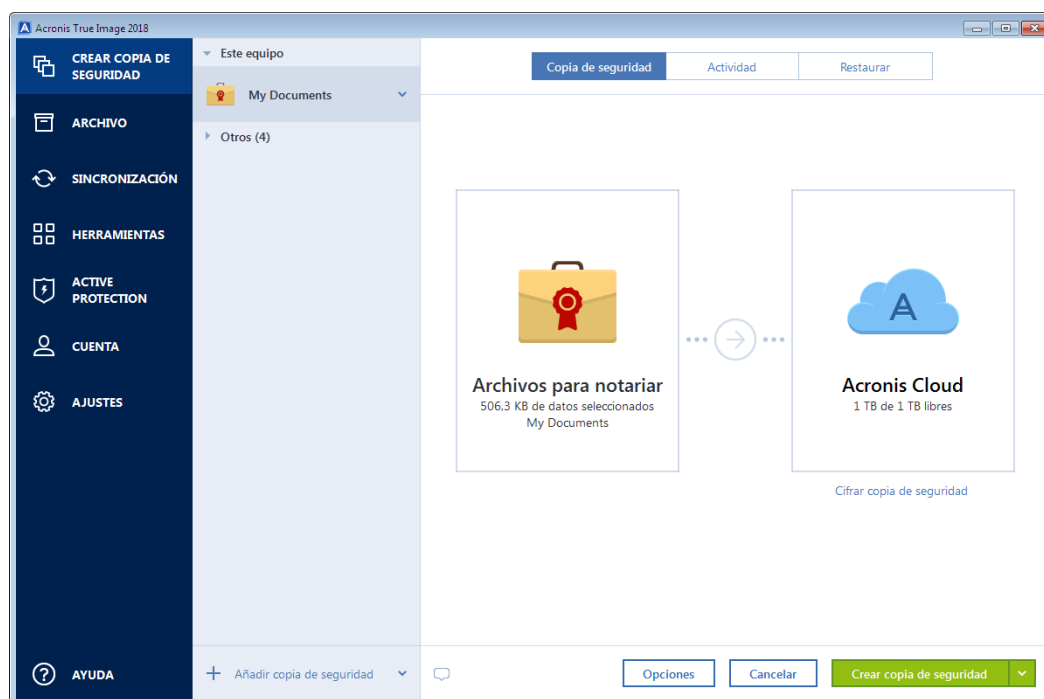 Acronis True Image 2018
CREAR COPIA DE
SEGURIDAD
ARCHIVO
SINCRONIZACIÓN
HERRAMIENTAS
ACTIVE
PROTECTION
CUENTA
AJUSTES
AYUDA
Este equipo
My Documents
Otros (4)
Añadir copia de seguridad
Copia de seguridad
Actividad
Restaurar
Archivos para notariar
506,3 KB de datos seleccionados
My Documents
Acronis Cloud
1 TB de 1 TB libres
Cifrar copia de seguridad
Opciones
Cancelar
Crear copia de seguridad